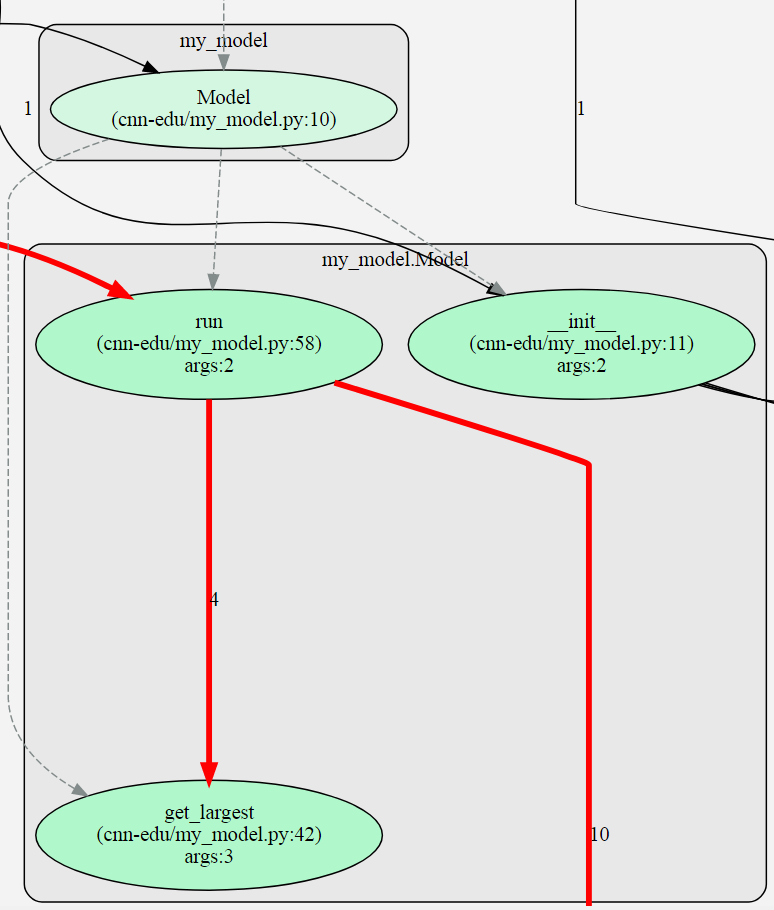 my_model
Model
(cnn-edu/my_model.py:10)
1
1
my_model.Model
run
(cnn-edu/my_model.py:58)
args:2
__init__
(cnn-edu/my_model.py:11)
args:2
4
get_largest
(cnn-edu/my_model.py:42)
args:3
10